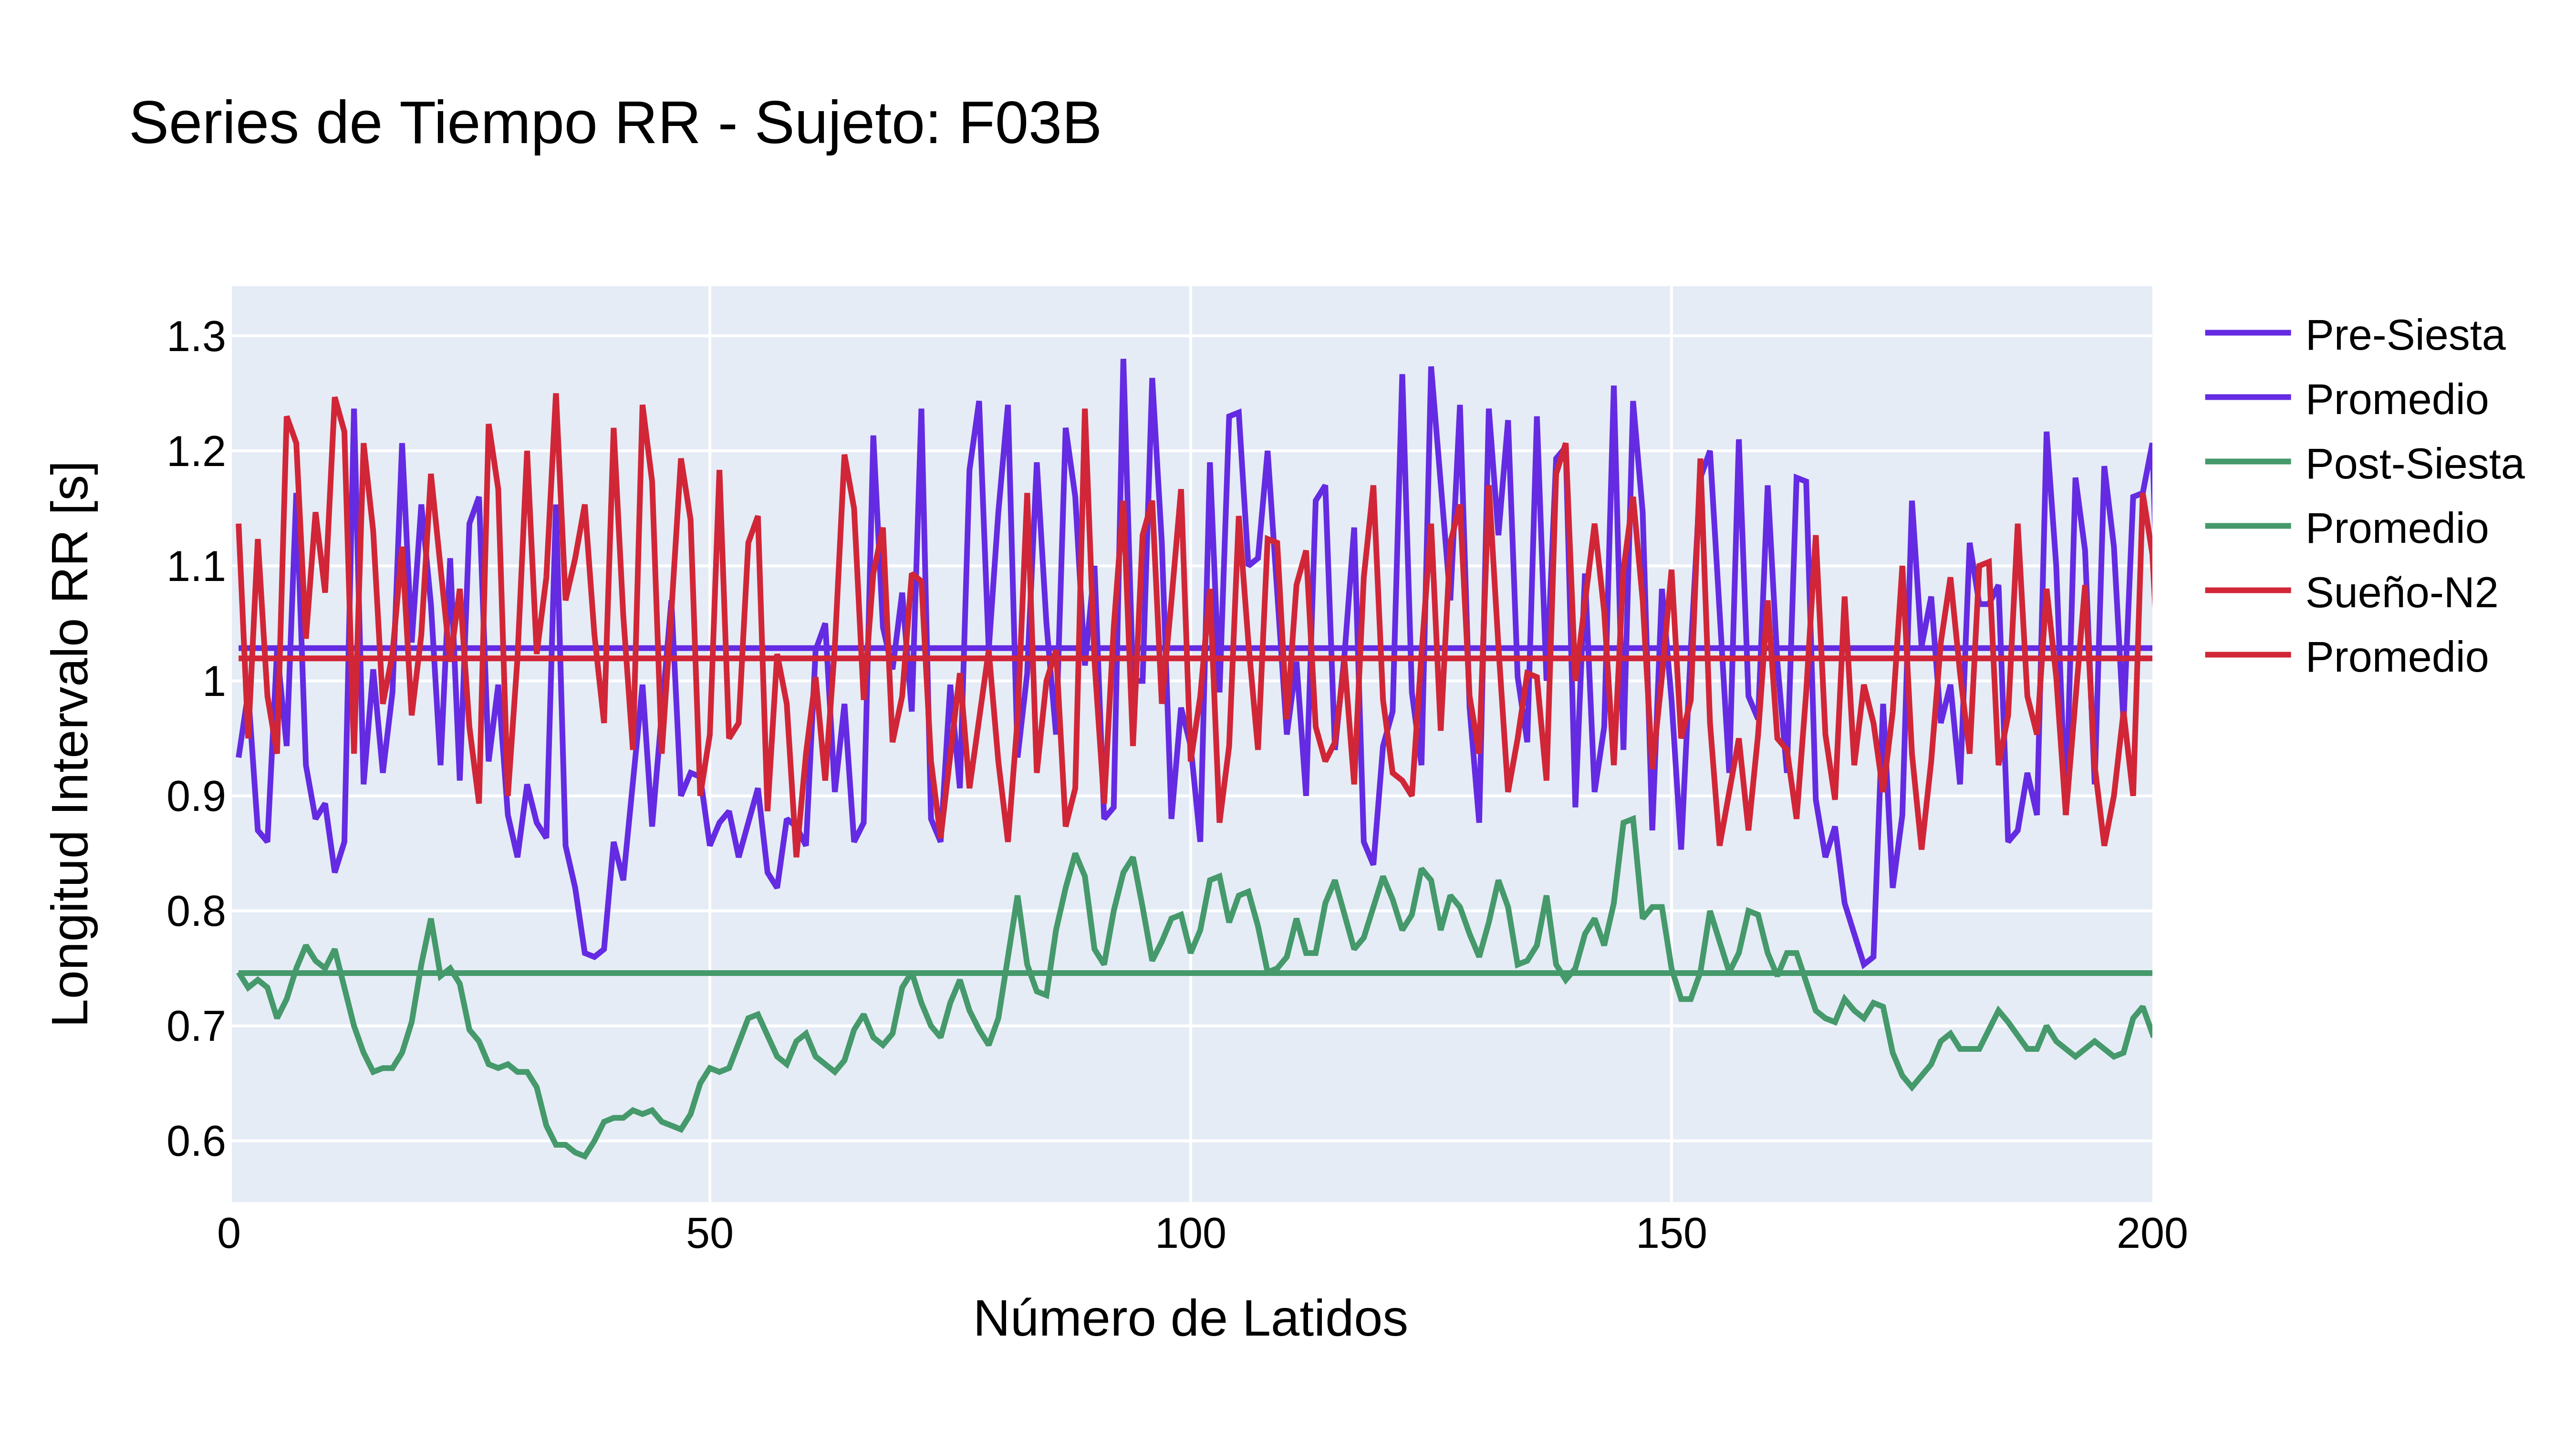 Series de Tiempo RR - Sujeto: F03B
Longitud Intervalo RR [s]
1.3
1.2
1.1
1
0.9
0.8
0.7
0.6
0
50
100
150
200
Número de Latidos
Pre-Siesta
Promedio
Post-Siesta
Promedio
Sueño-N2
Promedio